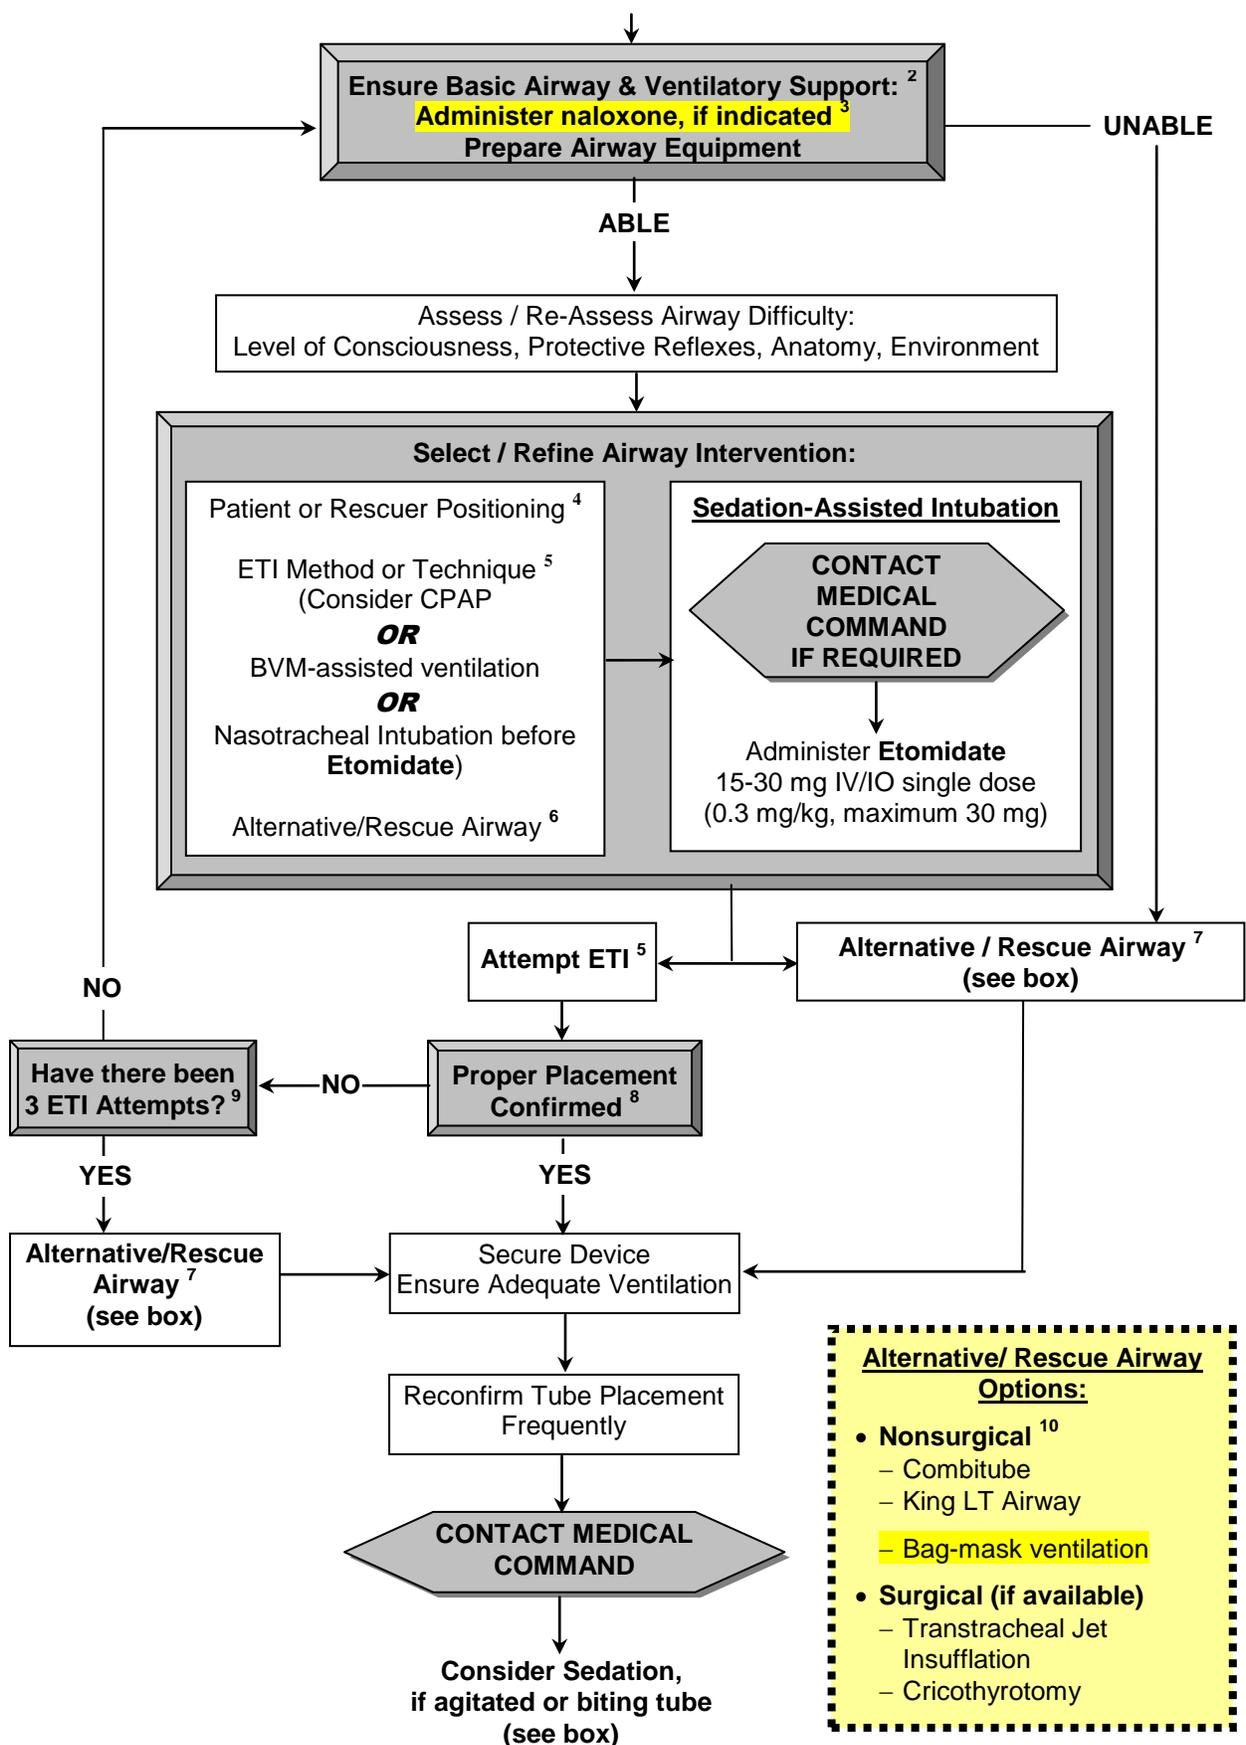 Ensure Basic Airway & Ventilatory Support: 2
Administer naloxone, if indicated 3
Prepare Airway Equipment
UNABLE
ABLE
Assess / Re-Assess Airway Difficulty:
Level of Consciousness, Protective Reflexes, Anatomy, Environment
Select / Refine Airway Intervention:
Patient or Rescuer Positioning 4
ETI Method or Technique 5
(Consider CPAP
OR
BVM-assisted ventilation
OR
Nasotracheal Intubation before
Etomidate)
Alternative/Rescue Airway 6
Sedation-Assisted Intubation
CONTACT
MEDICAL
COMMAND
IF REQUIRED
Administer Etomidate
15-30 mg IV/IO single dose
(0.3 mg/kg, maximum 30 mg)
Attempt ETI 5
Alternative / Rescue Airway 7
(see box)
NO
Have there been
3 ETI Attempts? 9
NO
Proper Placement
Confirmed 8
YES
YES
Alternative/Rescue
Airway 7
(see box)
Secure Device
Ensure Adequate Ventilation
Reconfirm Tube Placement
Frequently
CONTACT MEDICAL
COMMAND
Consider Sedation,
if agitated or biting tube
(see box)
Alternative/ Rescue Airway
Options:
• Nonsurgical 10
– Combitube
– King LT Airway
– Bag-mask ventilation
• Surgical (if available)
– Transtracheal Jet
Insufflation
– Cricothyrotomy